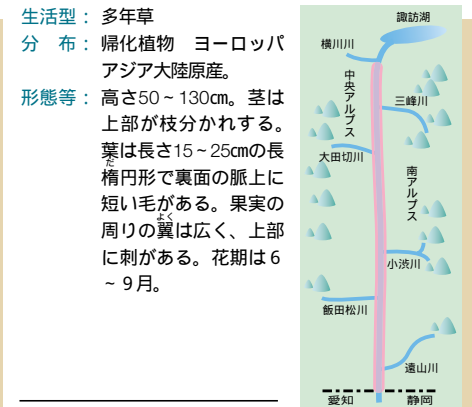 生活型： 多年草
分　布： 帰化植物　ヨーロッパ
アジア大陸原産。
形態等： 高さ50～130㎝。茎は
上部が枝分かれする。
葉は長さ15～25㎝の長
だ
楕円形で裏面の脈上に
短い毛がある。果実の
よく
周りの翼は広く、上部
に刺がある。花期は６
～９月。
諏訪湖
横川川
中央アルプス
三峰川
大田切川
南アルプス
小渋川
飯田松川
遠山川
愛知
静岡